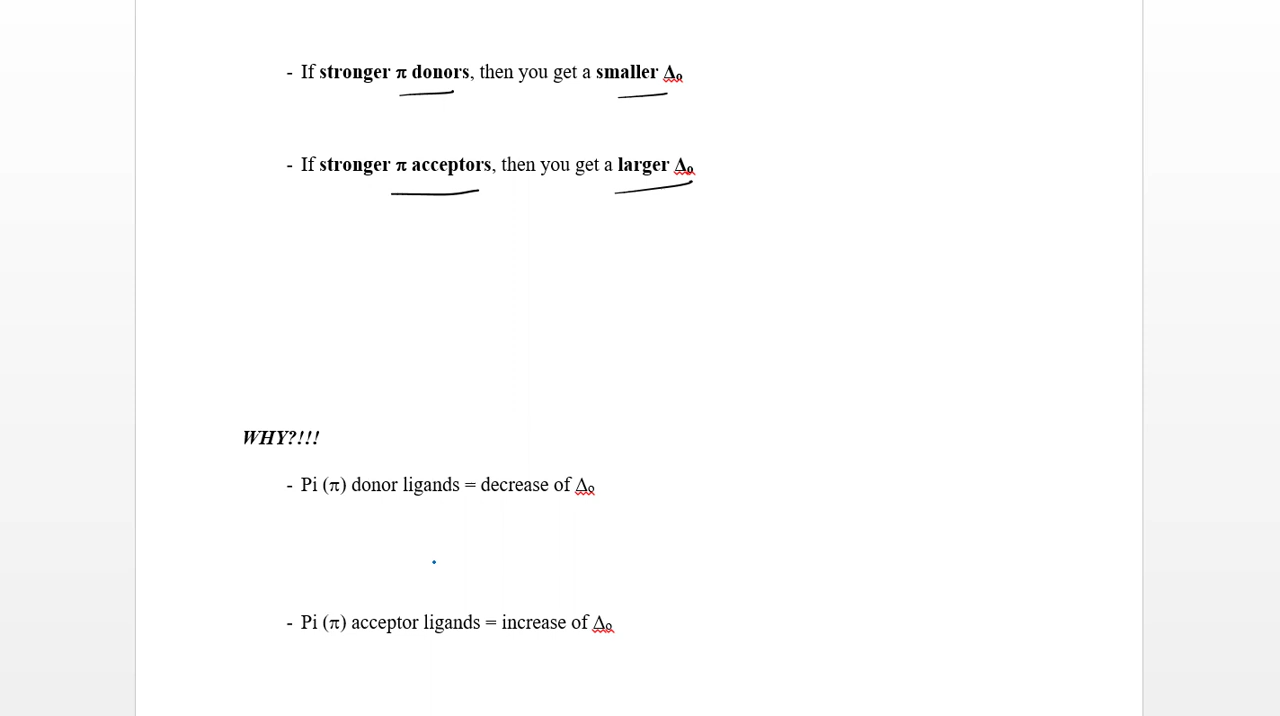 - If stronger π donors, then you get a smaller Δo
- If stronger π acceptors, then you get a larger Δo
WHY?!!!
- Pi (π) donor ligands = decrease of Δo
- Pi (π) acceptor ligands = increase of Δo